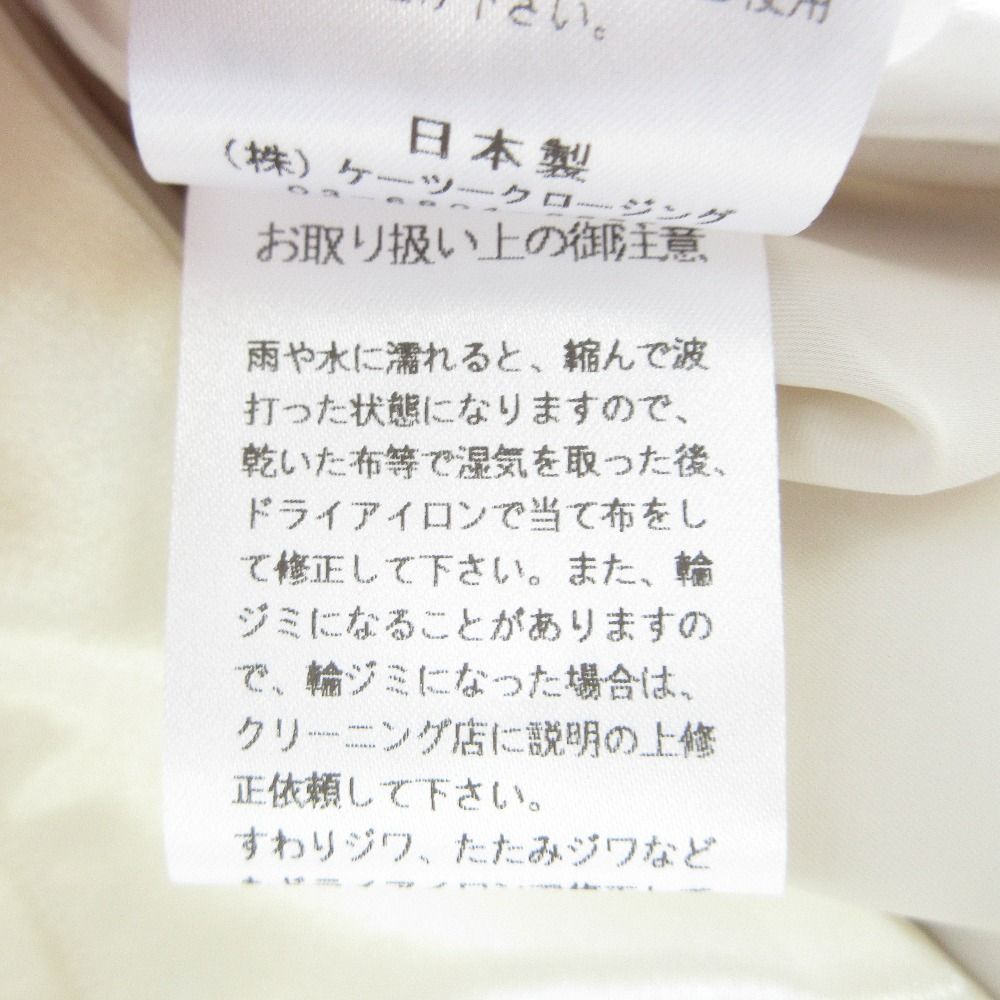 使用
下さい。
日本製
(株)ケーツークロージング
お取り扱い上の御注意
雨や水に濡れると、縮んで波
打った状態になりますので、
乾いた布等で湿気を取った後、
ドライアイロンで当て布をし
て修正して下さい。また、輪
ジミになることがありますの
で、輪ジミになった場合は、
クリーニング店に説明の上修
正依頼して下さい。
すわりジワ、たたみジワなど